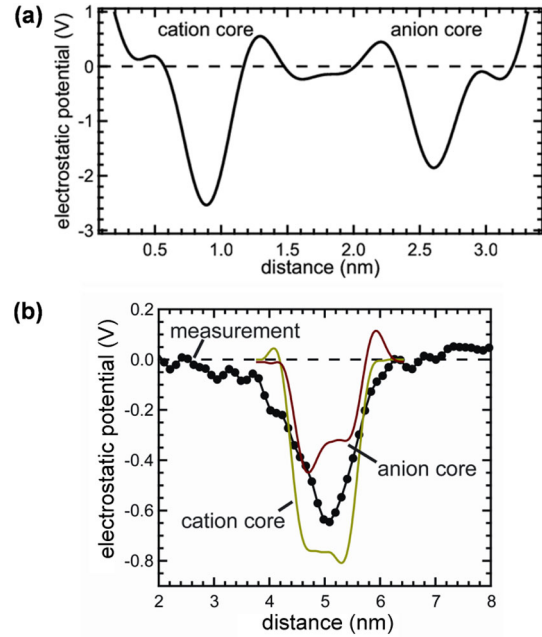 (a)
1
0
-1
-2
-3
electrostatic potential (V)
cation core
anion core
0.5 1.0 1.5 2.0 2.5 3.0
distance (nm)
(b)
0.2
0.0
-0.2
-0.4
-0.6
-0.8
electrostatic potential (V)
measurement
anion core
cation core
2 3 4 5 6 7 8
distance (nm)